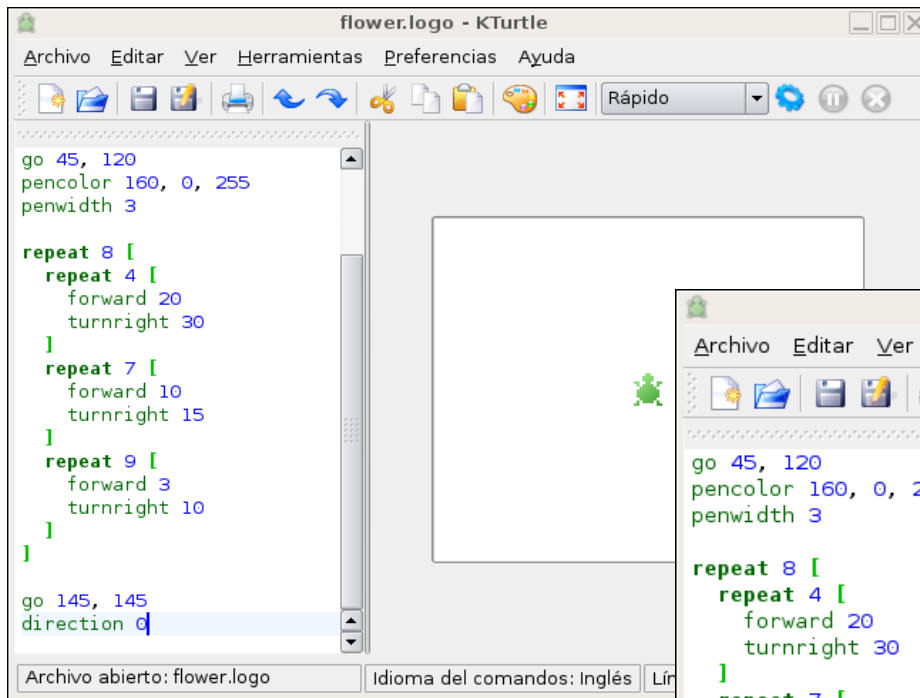 flower.logo - KTurtle
Archivo Editar Ver Herramientas Preferencias Ayuda
Rápido
go 45, 120
pencolor 160, 0, 255
penwidth 3
repeat 8 [
repeat 4 [
forward 20
turnright 30
]
repeat 7 [
forward 10
turnright 15
]
repeat 9 [
forward 3
turnright 10
]
]
go 145, 145
direction 0
Archivo abierto: flower.logo Idioma del comandos: Inglés
Archivo Editar Ver
go 45, 120
pencolor 160, 0,
penwidth 3
repeat 8 [
repeat 4 [
forward 20
turnright 30
]
repeat 7 [